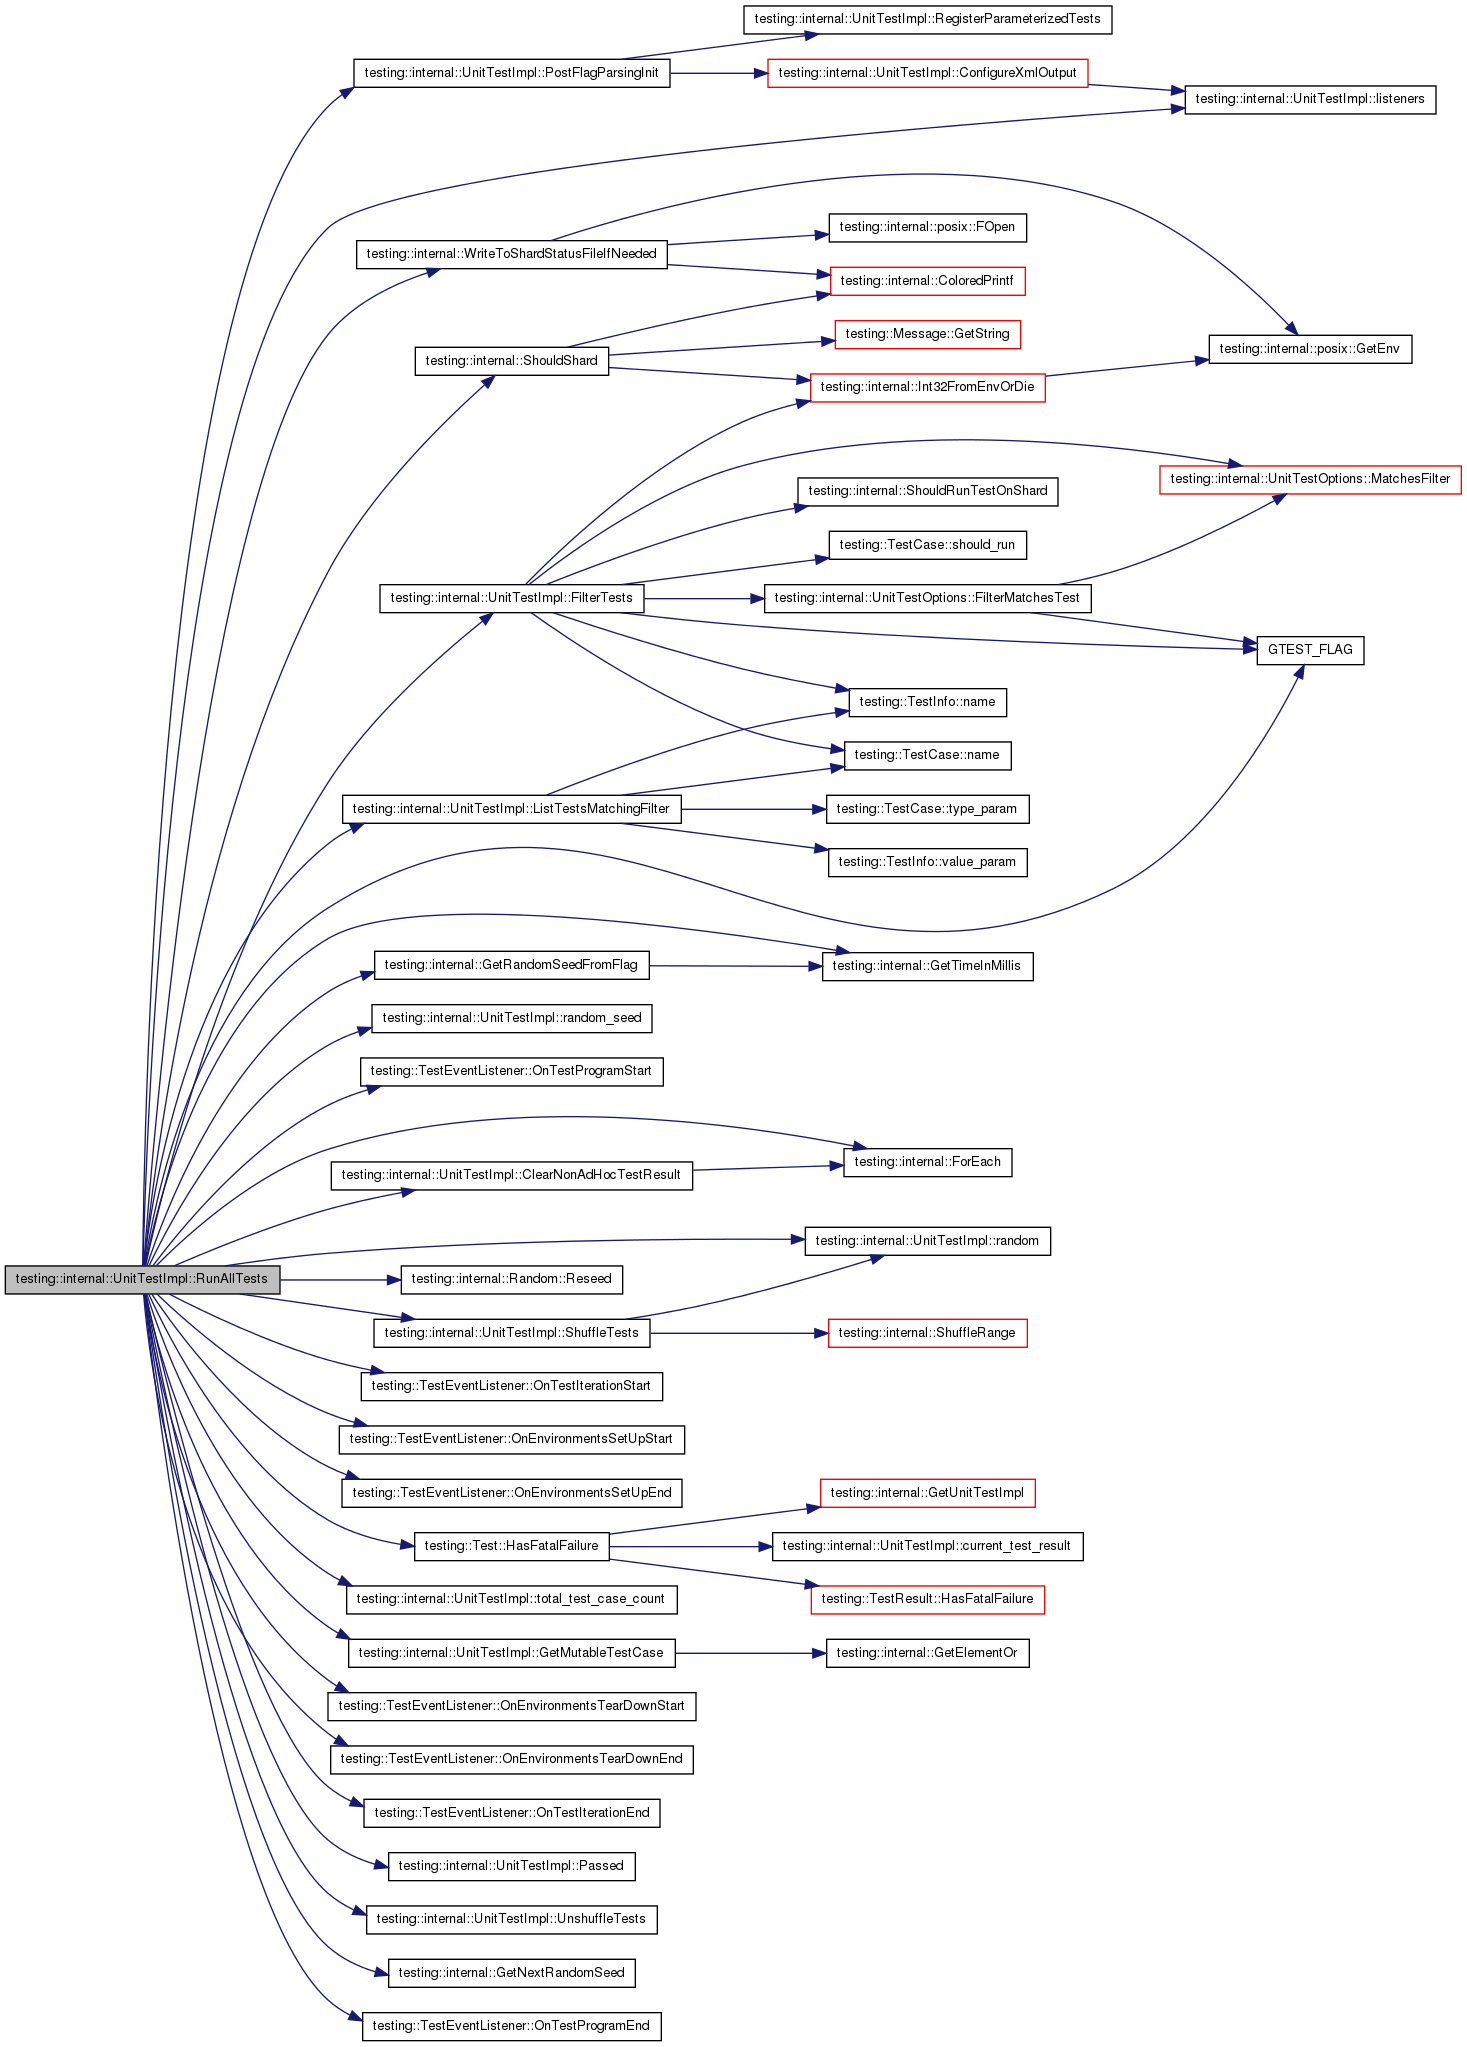 testing::internal::UnitTestImpl::RegisterParameterizedTests
testing::internal::UnitTestImpl::PostFlagParsingInit
testing::internal::UnitTestImpl::ConfigureXmlOutput
testing::internal::UnitTestImpl::listeners
testing::internal::posix::FOpen
testing::internal::WriteToShardStatusFileIfNeeded
testing::internal::ColoredPrintf
testing::Message::GetString
testing::internal::posix::GetEnv
testing::internal::ShouldShard
testing::internal::Int32FromEnvOrDie
testing::internal::UnitTestOptions::MatchesFilter
testing::internal::ShouldRunTestOnShard
testing::TestCase::should_run
testing::internal::UnitTestImpl::FilterTests
testing::internal::UnitTestOptions::FilterMatchesTest
GTEST_FLAG
testing::TestInfo::name
testing::TestCase::name
testing::internal::UnitTestImpl::ListTestsMatchingFilter
testing::TestCase::type_param
testing::TestInfo::value_param
testing::internal::GetRandomSeedFromFlag
testing::internal::GetTimeInMillis
testing::internal::UnitTestImpl::random_seed
testing::TestEventListener::OnTestProgramStart
testing::internal::ForEach
testing::internal::UnitTestImpl::ClearNonAdHocTestResult
testing::internal::UnitTestImpl::random
testing::internal::UnitTestImpl::RunAllTests
testing::internal::Random::Reseed
testing::internal::UnitTestImpl::ShuffleTests
testing::internal::ShuffleRange
testing::TestEventListener::OnTestIterationStart
testing::TestEventListener::OnEnvironmentsSetUpStart
testing::TestEventListener::OnEnvironmentsSetUpEnd
testing::internal::GetUnitTestImpl
testing::Test::HasFatalFailure
testing::internal::UnitTestImpl::current_test_result
testing::internal::UnitTestImpl::total_test_case_count
testing::TestResult::HasFatalFailure
testing::internal::UnitTestImpl::GetMutableTestCase
testing::internal::GetElementOr
testing::TestEventListener::OnEnvironmentsTearDownStart
testing::TestEventListener::OnEnvironmentsTearDownEnd
testing::TestEventListener::OnTestIterationEnd
testing::internal::UnitTestImpl::Passed
testing::internal::UnitTestImpl::UnshuffleTests
testing::internal::GetNextRandomSeed
testing::TestEventListener::OnTestProgramEnd